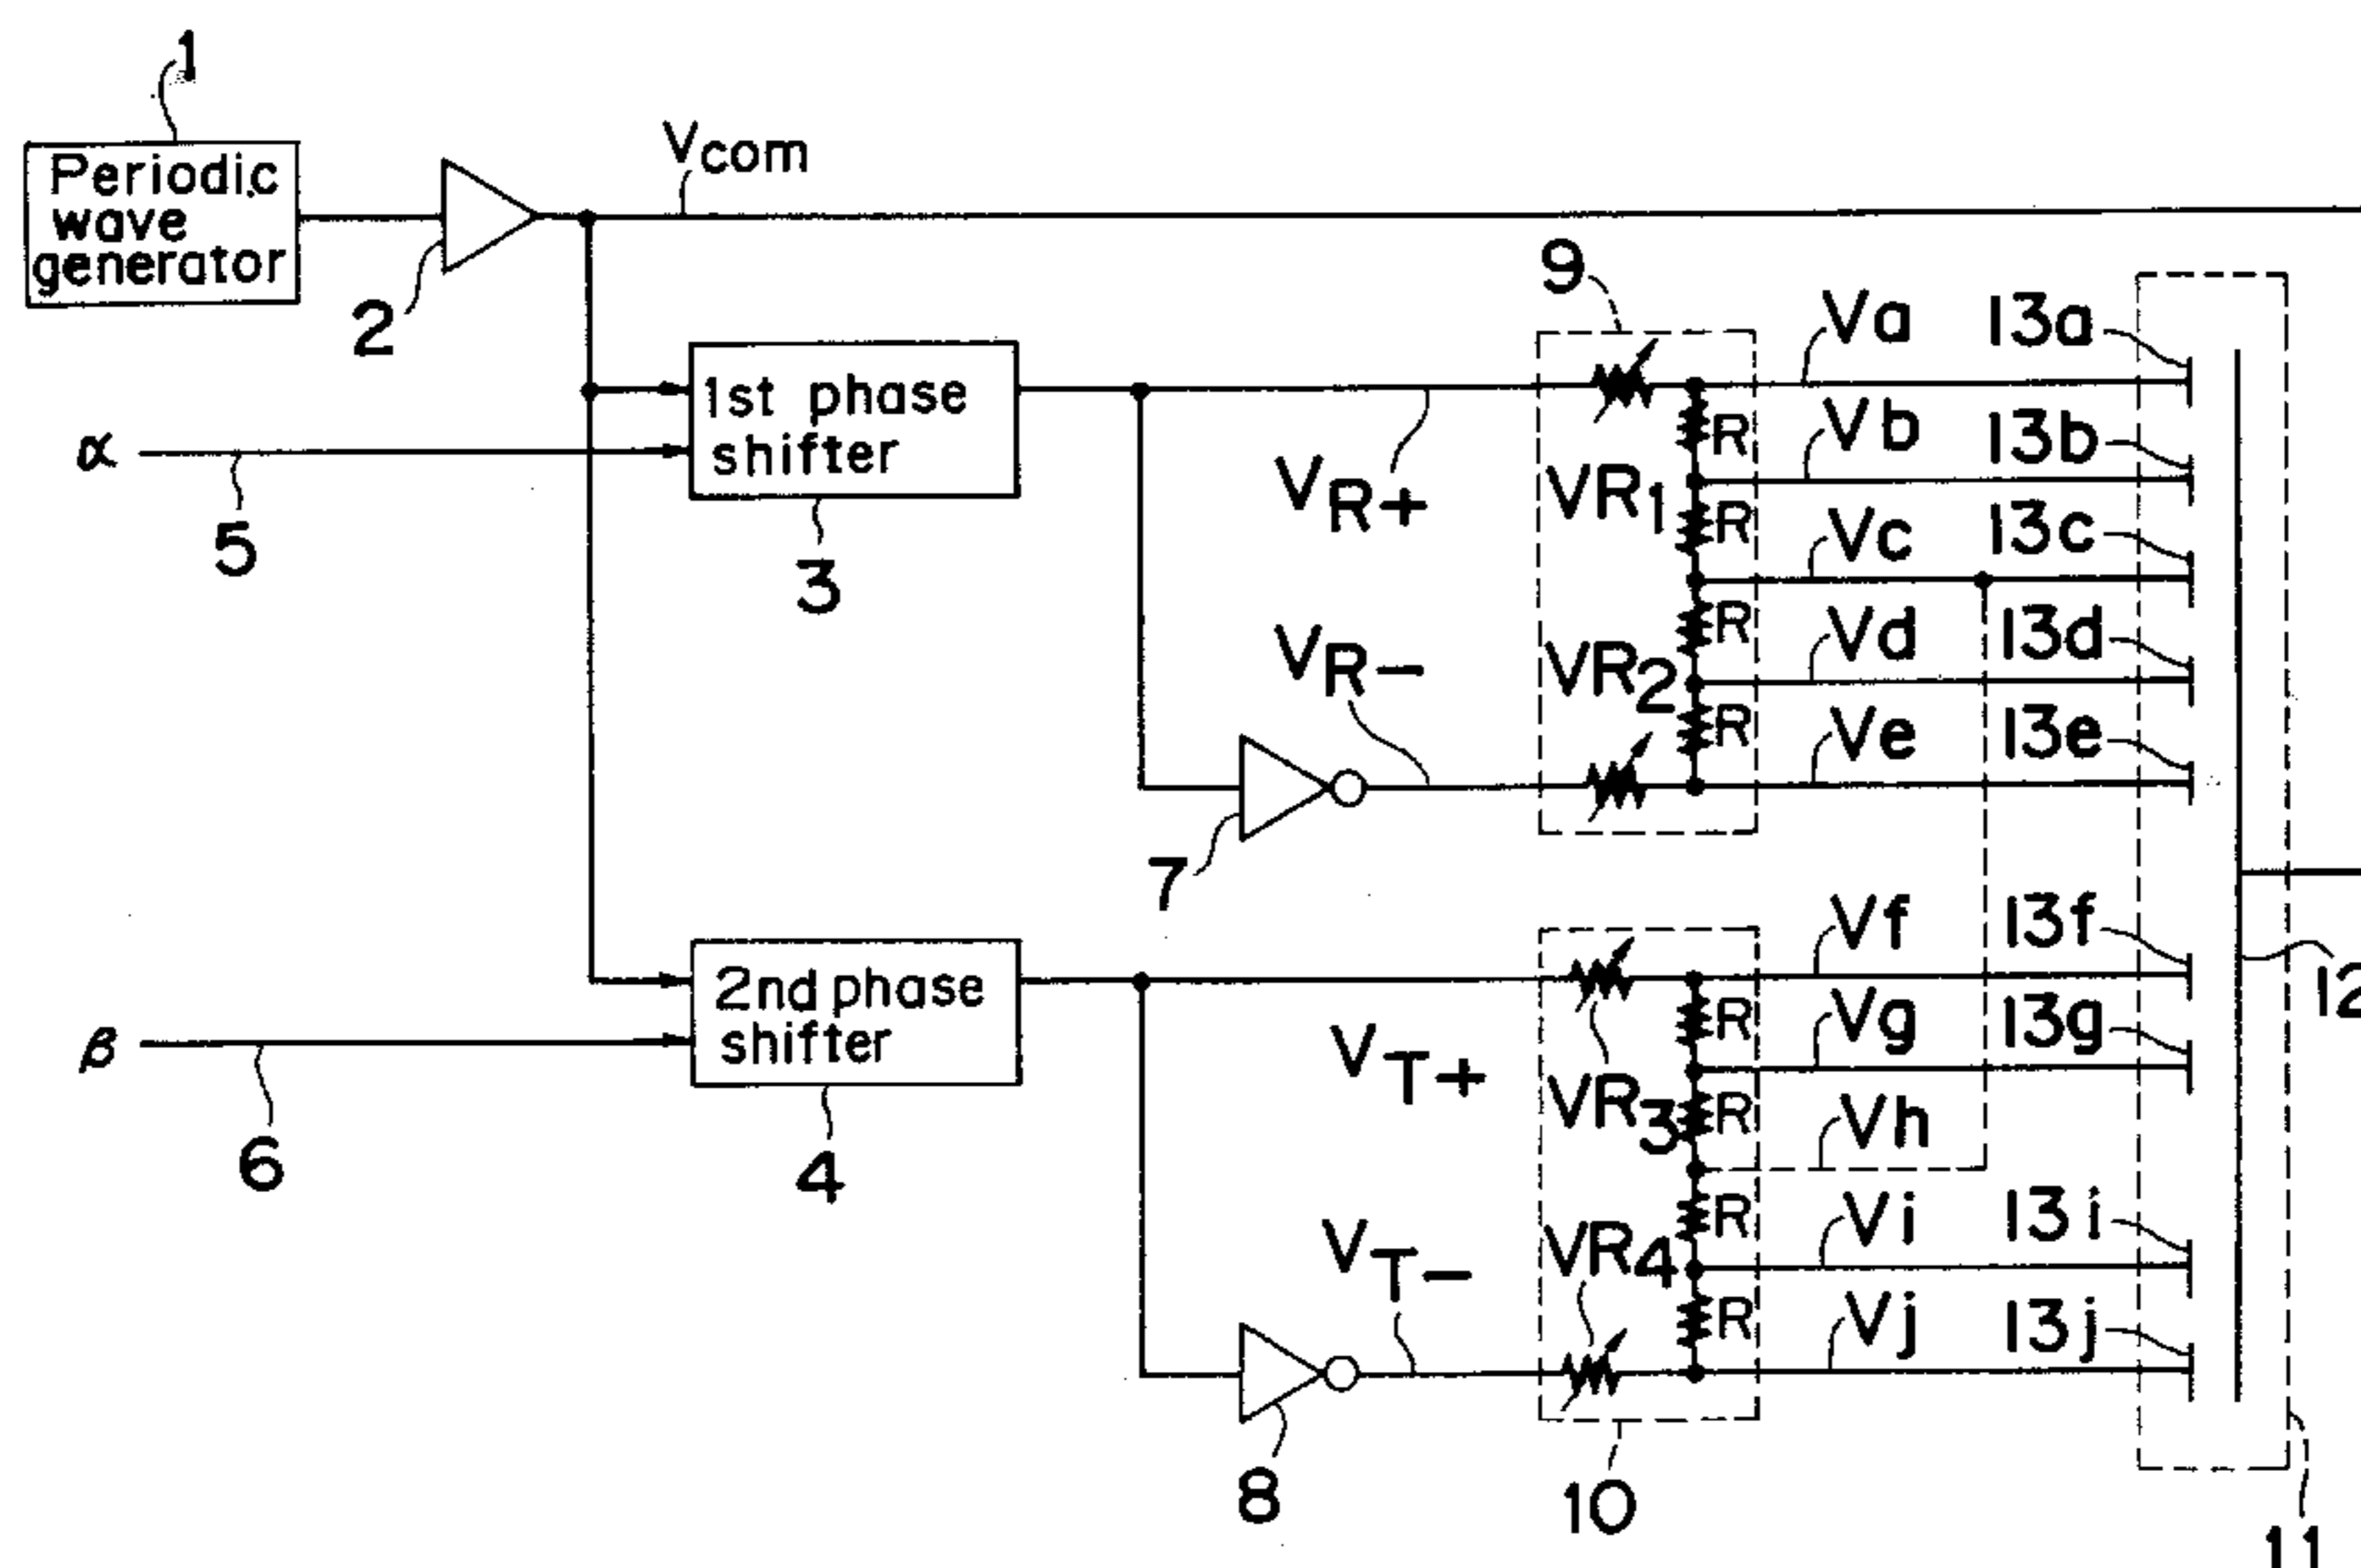 1
Periodic
wave
generator
2
Vcom
α
5
1st phase
shifter
3
β
6
2nd phase
shifter
4
VR+
VR-
7
VT+
VT-
8
9
VR1
VR2
R
R
R
R
Va
Vb
Vc
Vd
Ve
13a
13b
13c
13d
13e
VR3
VR4
R
R
R
R
10
Vf
Vg
Vh
Vi
Vj
13f
13g
13i
13j
12
11